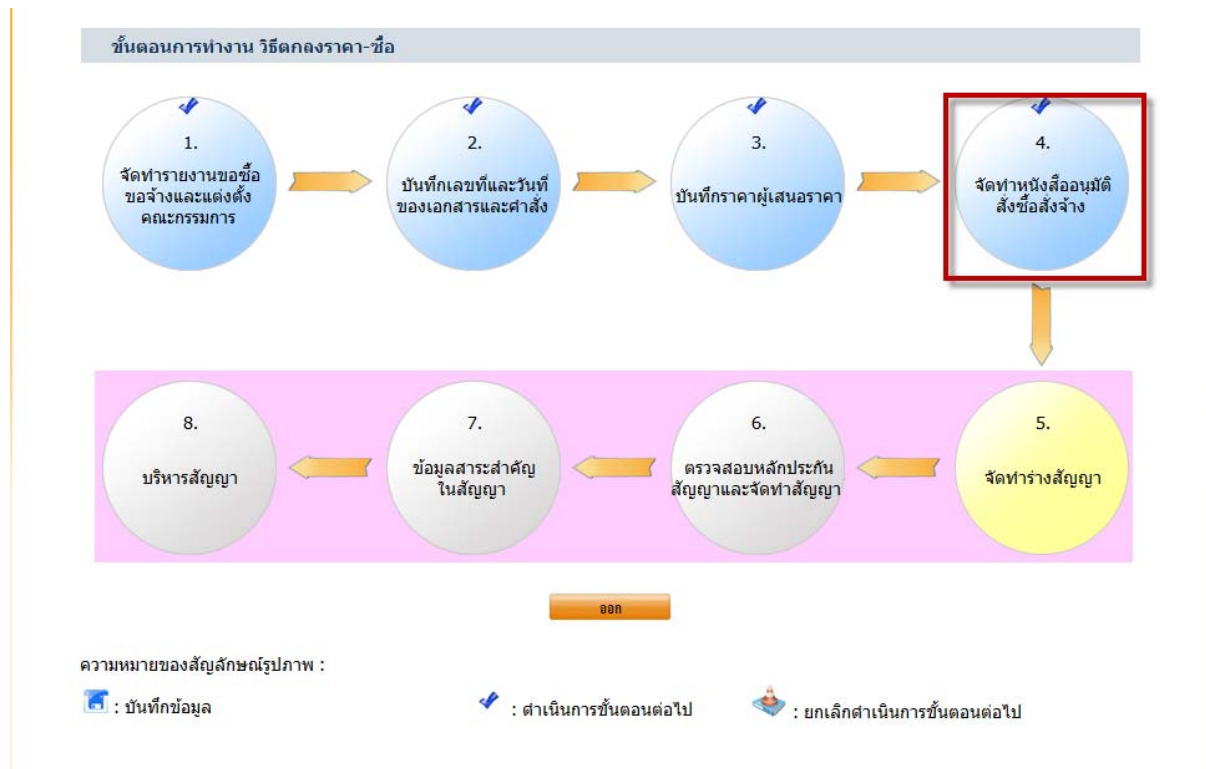 ขั้นตอนการทำงาน วิธีตกลงราคา-ซื้อ
1.
จัดทำรายงานขอซื้อ
ขอจ้างและแต่งตั้ง
คณะกรรมการ
2.
บันทึกเลขที่และวันที่
ของเอกสารและคำสั่ง
3.
บันทึกราคาผู้เสนอราคา
4.
จัดทำหนังสืออนุมัติ
สั่งซื้อสั่งจ้าง
8.
บริหารสัญญา
7.
ข้อมูลสาระสำคัญ
ในสัญญา
6.
ตรวจสอบหลักประกัน
สัญญาและจัดทำสัญญา
5.
จัดทำร่างสัญญา
ออก
ความหมายของสัญลักษณ์รูปภาพ :
: บันทึกข้อมูล
: ดำเนินการขั้นตอนต่อไป
: ยกเลิกดำเนินการขั้นตอนต่อไป